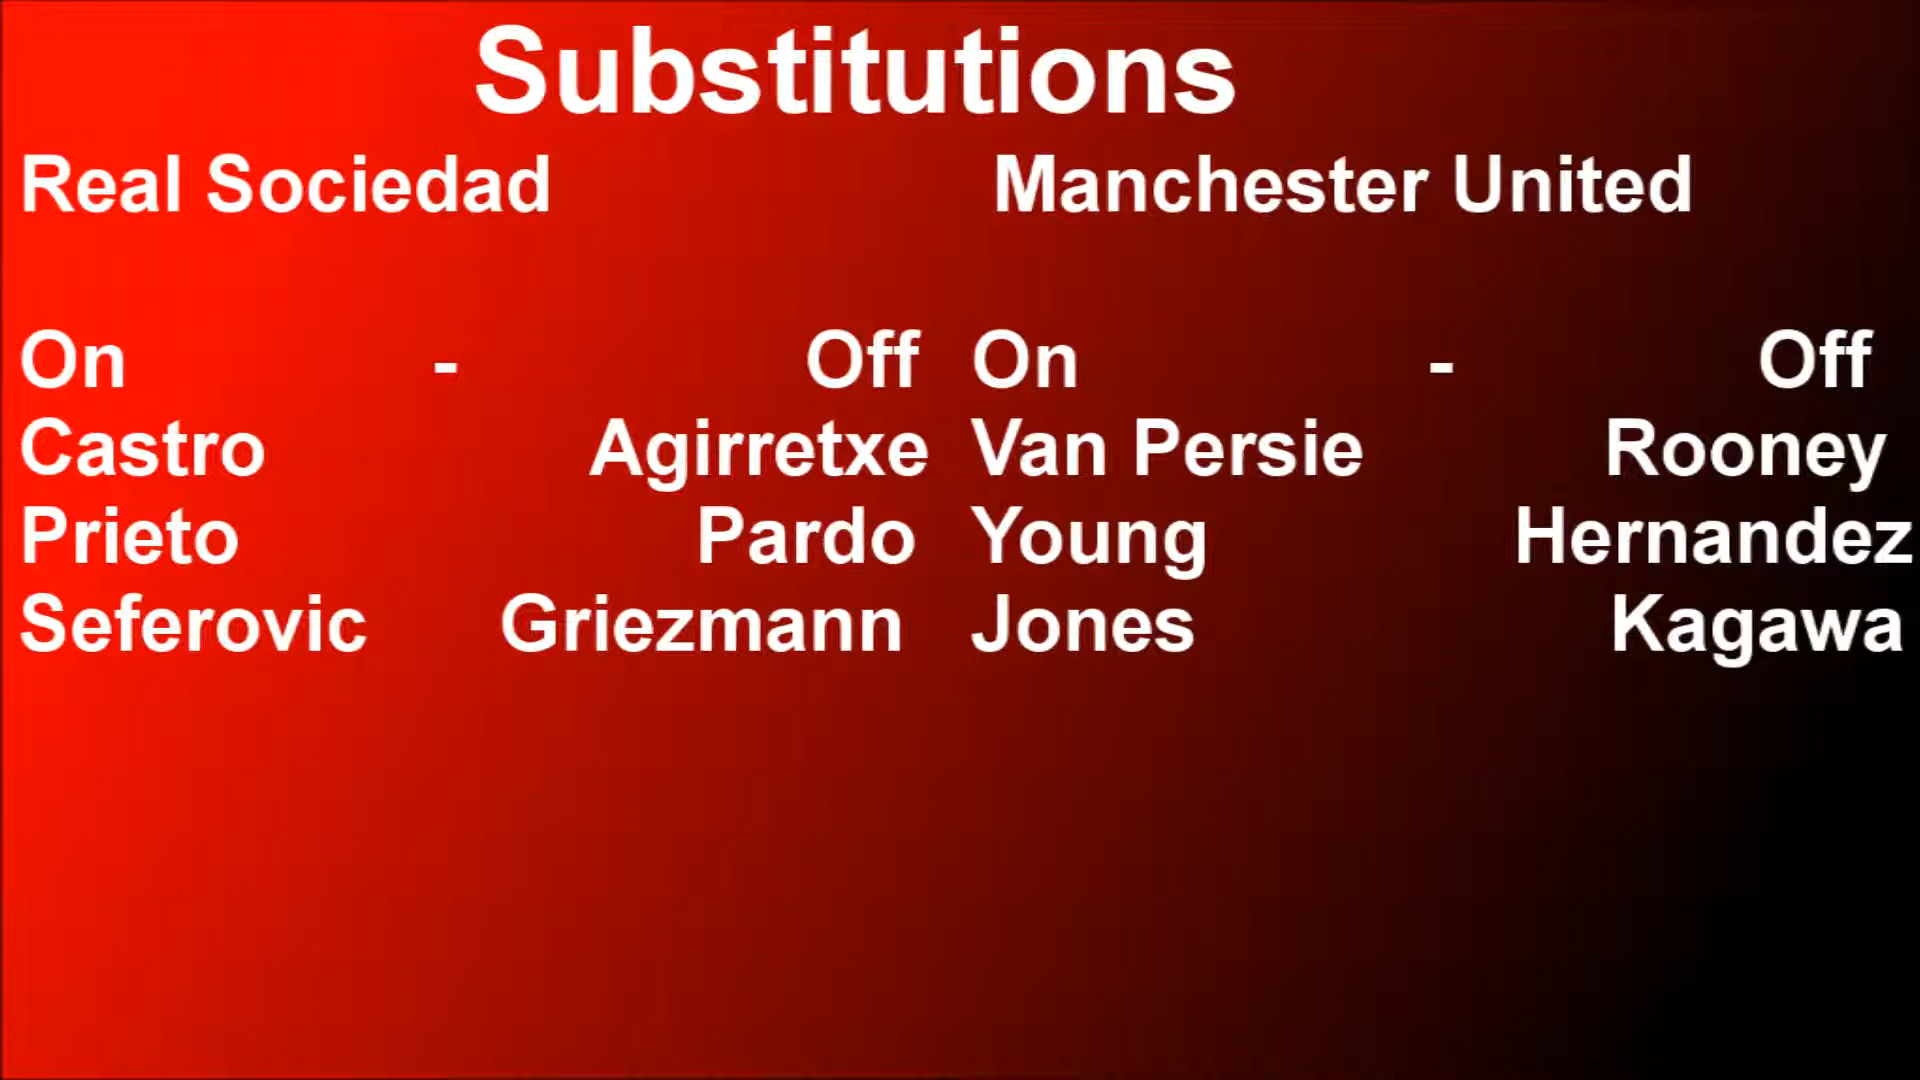 Substitutions
Real Sociedad Manchester United
On - Off On - Off
Castro Agirretxe Van Persie Rooney
Prieto Pardo Young Hernandez
Seferovic Griezmann Jones Kagawa